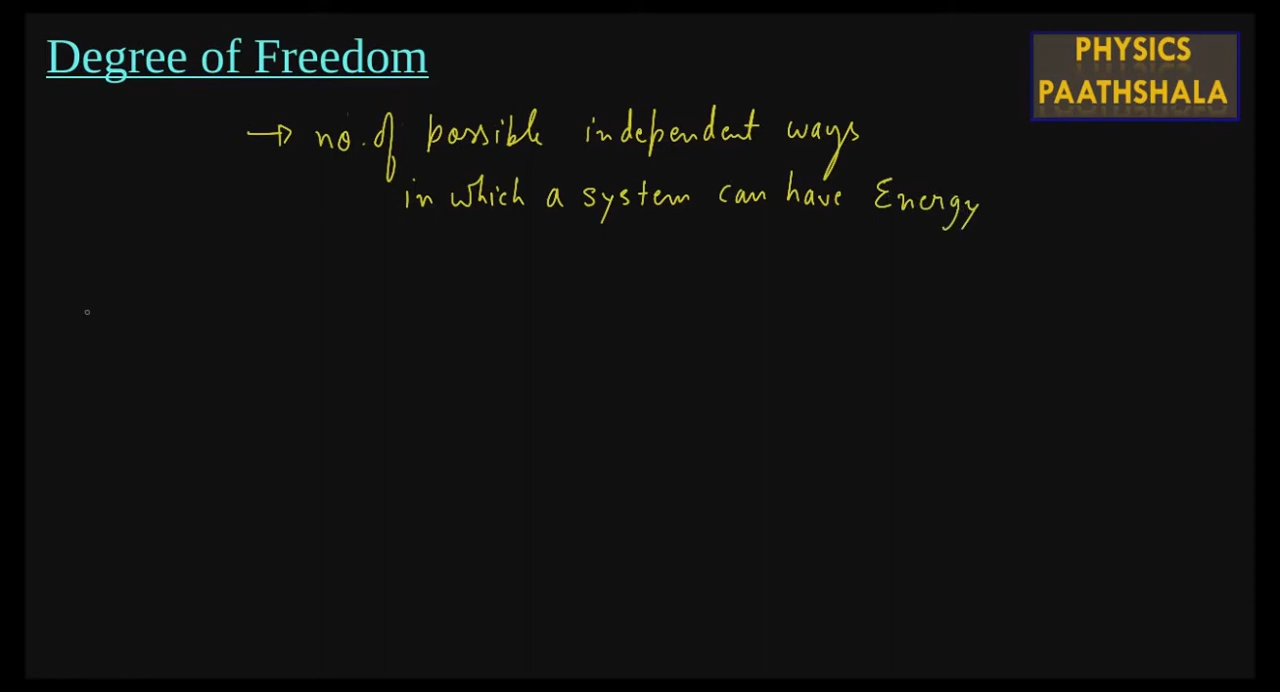 Degree of Freedom
PHYSICS
PAATHSHALA
→ no. of possible independent ways
in which a system can have Energy